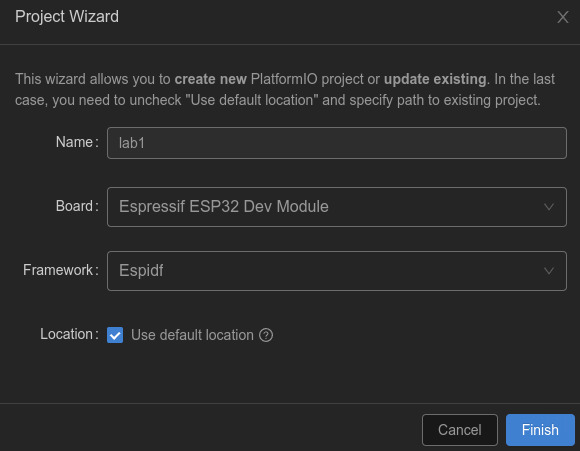 Project Wizard
This wizard allows you to create new PlatformIO project or update existing. In the last
case, you need to uncheck "Use default location" and specify path to existing project.
Name: lab1
Board: Espressif ESP32 Dev Module
Framework: Espidf
Location: Use default location
Cancel Finish